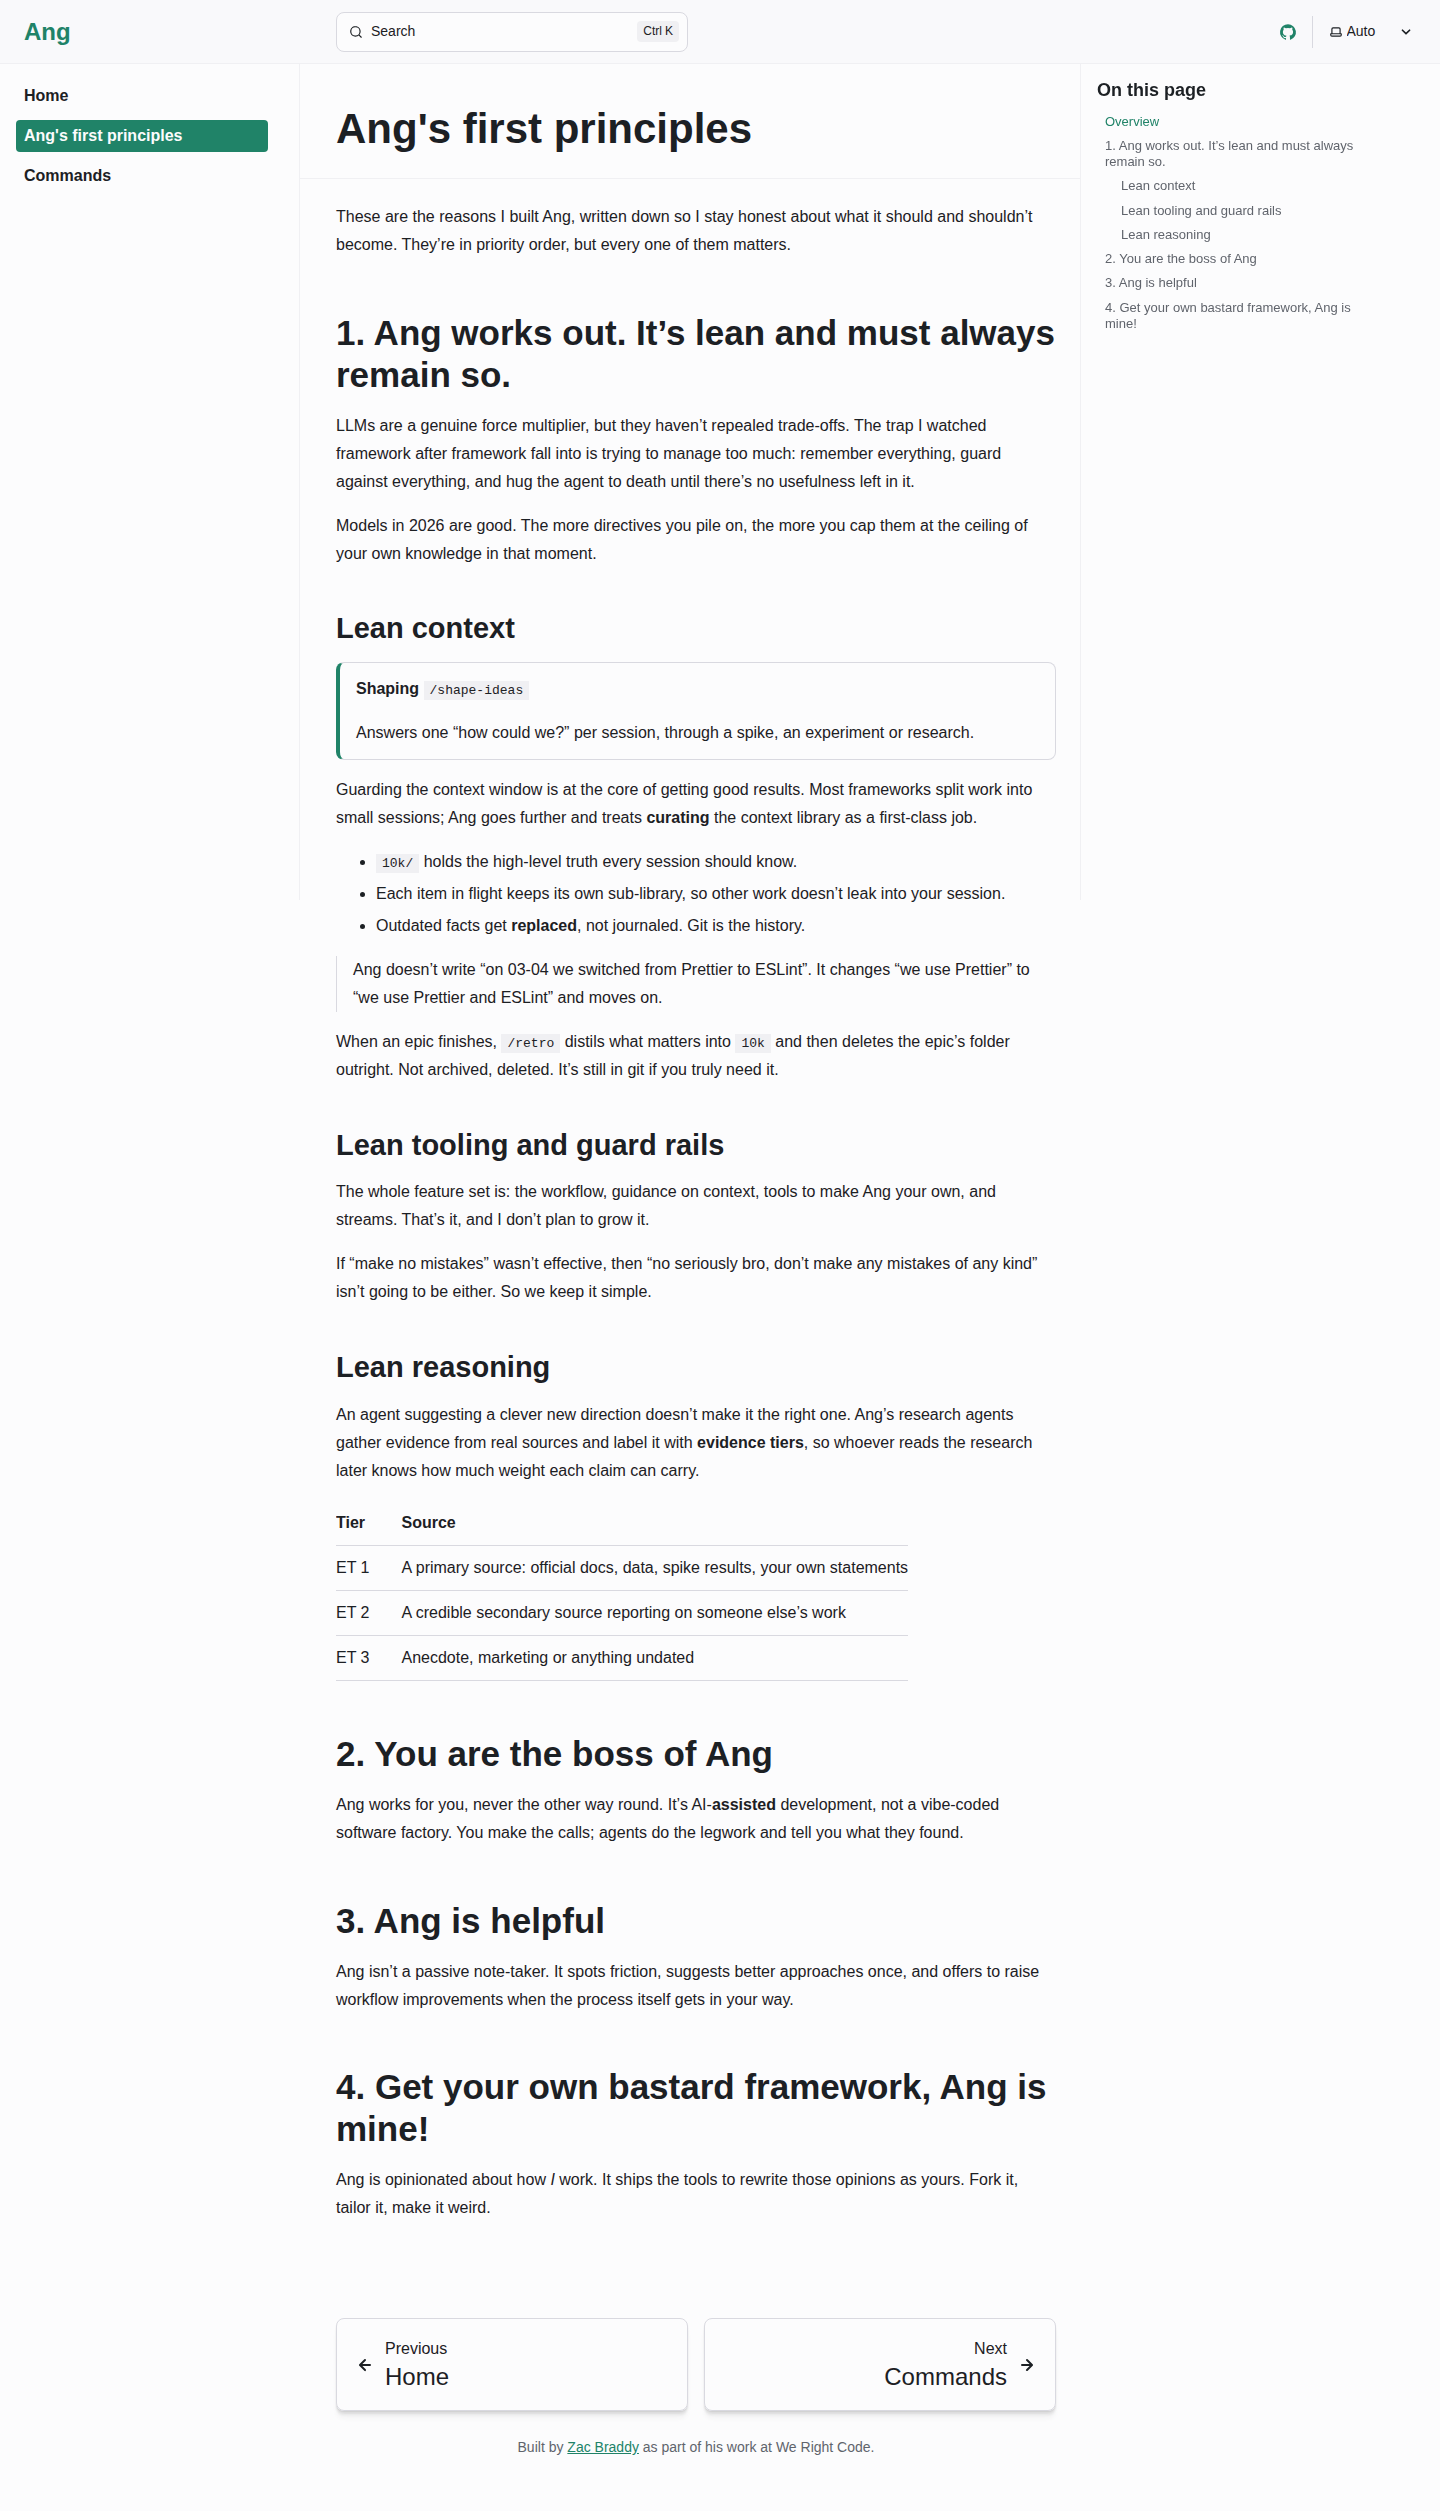 Ang
Search
Ctrl K
Auto
Home
Ang's first principles
Commands
On this page
Overview
1. Ang works out. It's lean and must always
remain so.
Lean context
Lean tooling and guard rails
Lean reasoning
2. You are the boss of Ang
3. Ang is helpful
4. Get your own bastard framework, Ang is
mine!
Ang's first principles
These are the reasons I built Ang, written down so I stay honest about what it should and shouldn’t
become. They’re in priority order, but every one of them matters.
1. Ang works out. It’s lean and must always
remain so.
LLMs are a genuine force multiplier, but they haven’t repealed trade-offs. The trap I watched
framework after framework fall into is trying to manage too much: remember everything, guard
against everything, and hug the agent to death until there’s no usefulness left in it.
Models in 2026 are good. The more directives you pile on, the more you cap them at the ceiling of
your own knowledge in that moment.
Lean context
Shaping /shape-ideas
Answers one “how could we?” per session, through a spike, an experiment or research.
Guarding the context window is at the core of getting good results. Most frameworks split work into
small sessions; Ang goes further and treats curating the context library as a first-class job.
• 10k/ holds the high-level truth every session should know.
• Each item in flight keeps its own sub-library, so other work doesn’t leak into your session.
• Outdated facts get replaced, not journaled. Git is the history.
Ang doesn’t write “on 03-04 we switched from Prettier to ESLint”. It changes “we use Prettier” to
“we use Prettier and ESLint” and moves on.
When an epic finishes, /retro distils what matters into 10k and then deletes the epic’s folder
outright. Not archived, deleted. It’s still in git if you truly need it.
Lean tooling and guard rails
The whole feature set is: the workflow, guidance on context, tools to make Ang your own, and
streams. That’s it, and I don’t plan to grow it.
If “make no mistakes” wasn’t effective, then “no seriously bro, don’t make any mistakes of any kind”
isn’t going to be either. So we keep it simple.
Lean reasoning
An agent suggesting a clever new direction doesn’t make it the right one. Ang’s research agents
gather evidence from real sources and label it with evidence tiers, so whoever reads the research
later knows how much weight each claim can carry.
Tier Source
ET 1 A primary source: official docs, data, spike results, your own statements
ET 2 A credible secondary source reporting on someone else’s work
ET 3 Anecdote, marketing or anything undated
2. You are the boss of Ang
Ang works for you, never the other way round. It’s AI-assisted development, not a vibe-coded
software factory. You make the calls; agents do the legwork and tell you what they found.
3. Ang is helpful
Ang isn’t a passive note-taker. It spots friction, suggests better approaches once, and offers to raise
workflow improvements when the process itself gets in your way.
4. Get your own bastard framework, Ang is
mine!
Ang is opinionated about how I work. It ships the tools to rewrite those opinions as yours. Fork it,
tailor it, make it weird.
Previous
Home
Next
Commands
Built by Zac Braddy as part of his work at We Right Code.